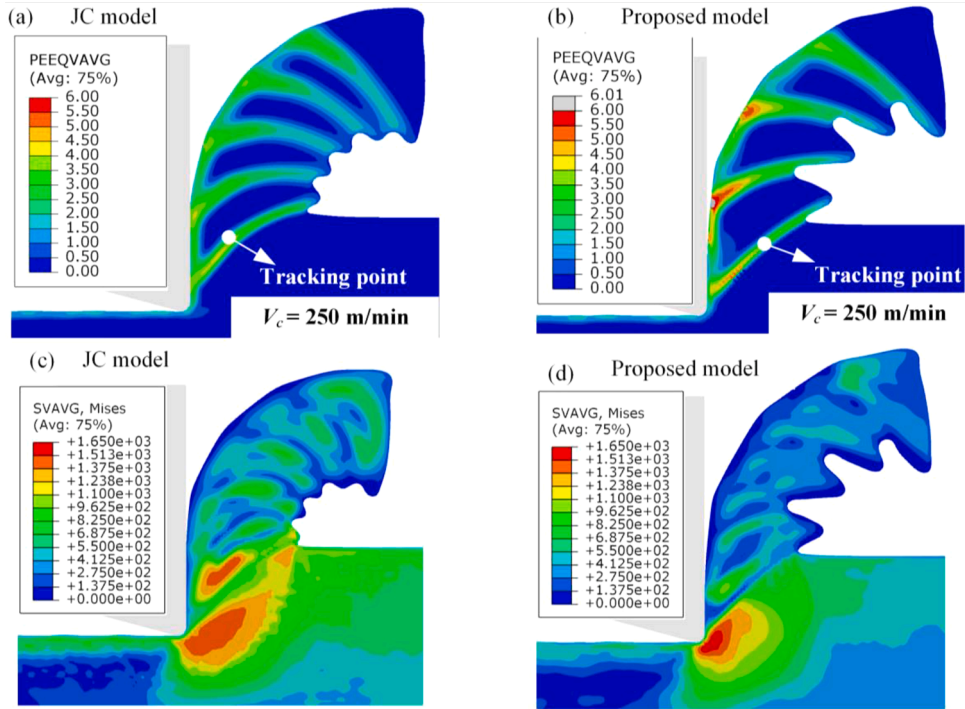 (a) JC model
PEEQVAVG
(Avg: 75%)
6.00
5.50
5.00
4.50
4.00
3.50
3.00
2.50
2.00
1.50
1.00
0.50
0.00
Tracking point
Vc = 250 m/min
(b) Proposed model
PEEQVAVG
(Avg: 75%)
6.01
6.00
5.50
5.00
4.50
4.00
3.50
3.00
2.50
2.00
1.50
1.00
0.50
0.00
Tracking point
Vc = 250 m/min
(c) JC model
SVAVG, Mises
(Avg: 75%)
+1.650e+03
+1.513e+03
+1.375e+03
+1.238e+03
+1.100e+03
+9.625e+02
+8.250e+02
+6.875e+02
+5.500e+02
+4.125e+02
+2.750e+02
+1.375e+02
+0.000e+00
(d) Proposed model
SVAVG, Mises
(Avg: 75%)
+1.650e+03
+1.513e+03
+1.375e+03
+1.238e+03
+1.100e+03
+9.625e+02
+8.250e+02
+6.875e+02
+5.500e+02
+4.125e+02
+2.750e+02
+1.375e+02
+0.000e+00